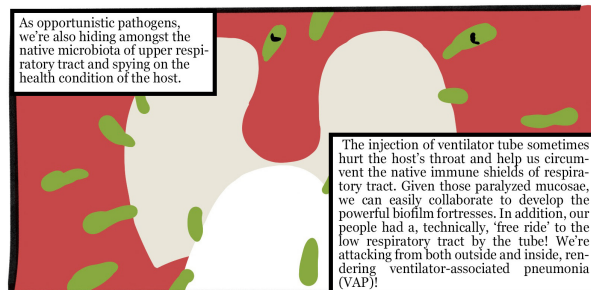 As opportunistic pathogens,
we're also hiding amongst the
native microbiota of upper respi-
ratory tract and spying on the
health condition of the host.
The injection of ventilator tube sometimes
hurt the host's throat and help us circum-
vent the native immune shields of respira-
tory tract. Given those paralyzed mucosae,
we can easily collaborate to develop the
powerful biofilm fortresses. In addition, our
people had a, technically, 'free ride' to the
low respiratory tract by the tube! We're
attacking from both outside and inside, ren-
dering ventilator-associated pneumonia
(VAP)!